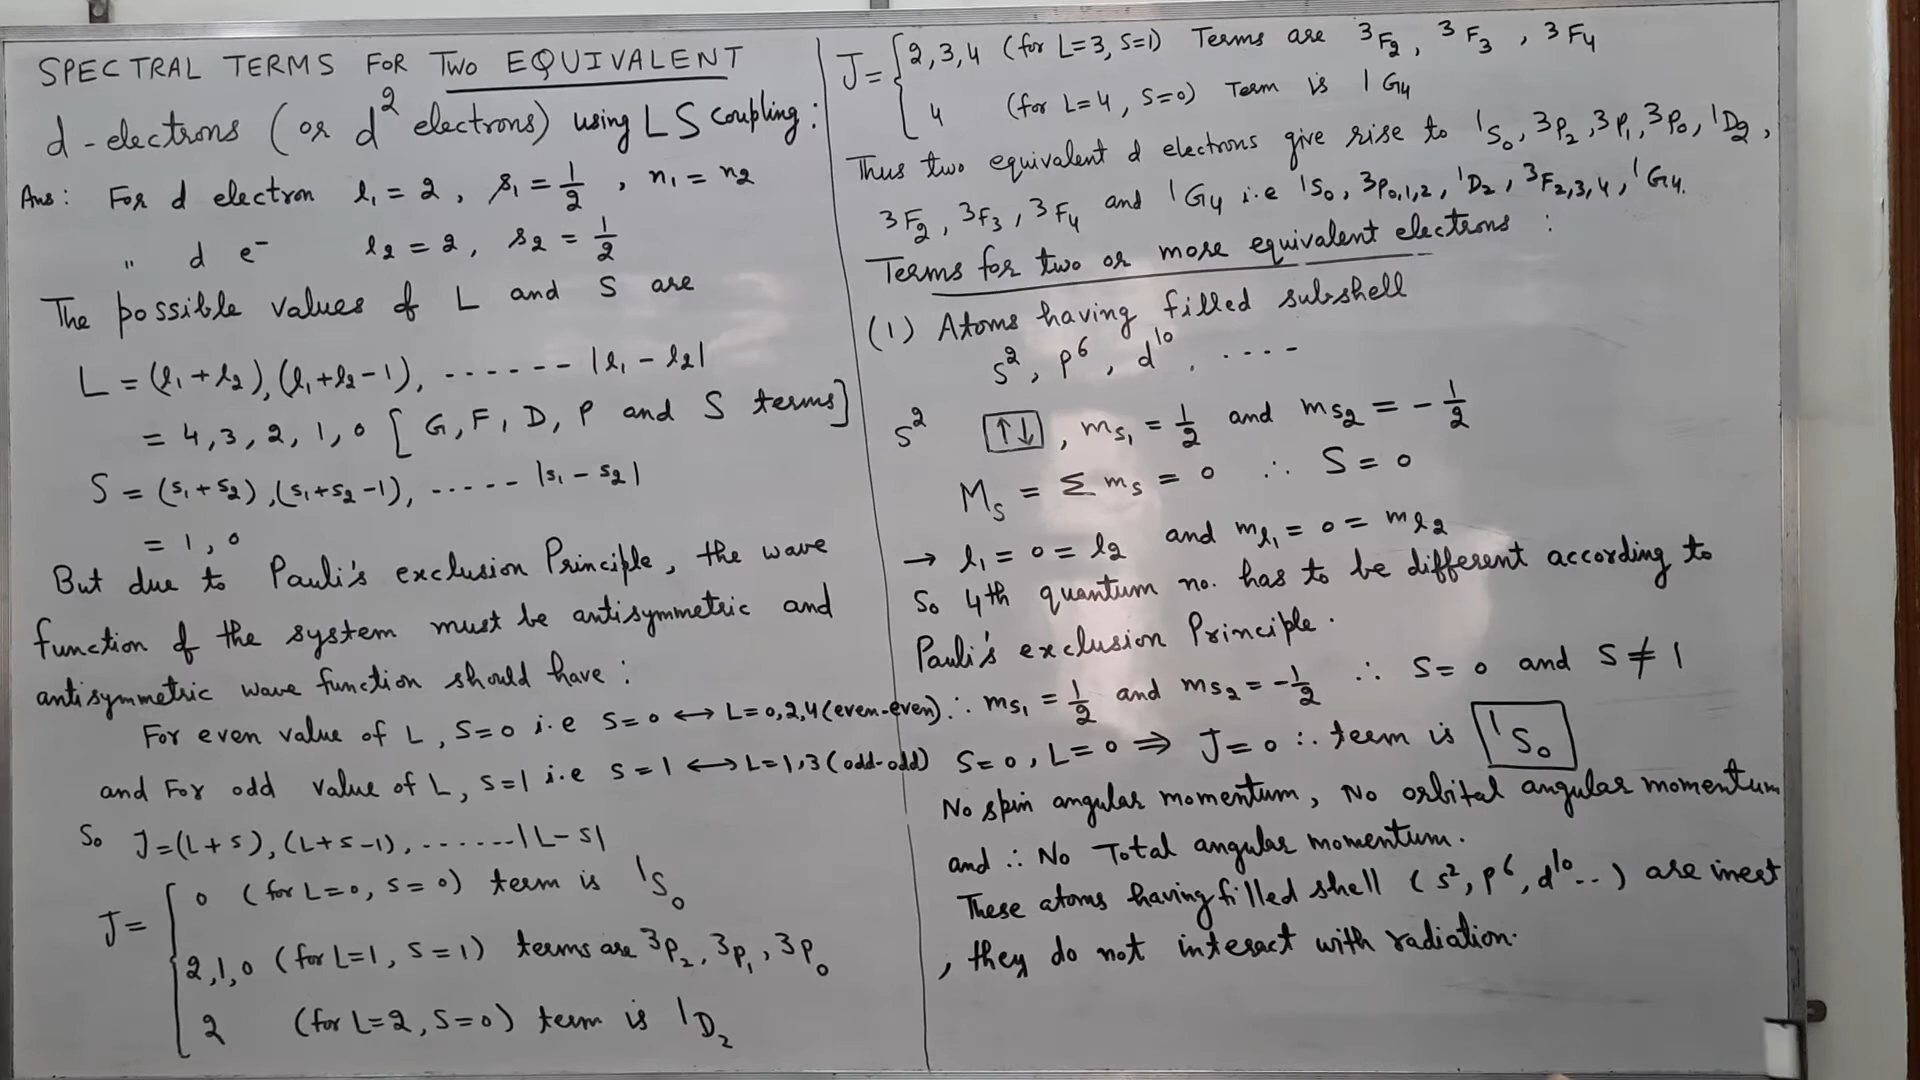 SPECTRAL TERMS FOR TWO EQUIVALENT
d-electrons (or d² electrons) using LS coupling:
Ans: For d electron l₁ = 2, s₁ = 1/2, n₁ = n₂
" d e⁻ l₂ = 2, s₂ = 1/2
The possible values of L and S are
L = (l₁+l₂), (l₁+l₂-1), ------ |l₁ - l₂|
= 4, 3, 2, 1, 0 [G, F, D, P and S terms]
S = (s₁+s₂), (s₁+s₂-1), ----- |s₁ - s₂|
= 1, 0
But due to Pauli's exclusion Principle, the wave
function of the system must be antisymmetric and
antisymmetric wave function should have:
For even value of L, S=0 i.e S=0 ↔ L=0,2,4 (even-even)
and For odd value of L, S=1 i.e S=1 ↔ L=1,3 (odd-odd)
So J=(L+S), (L+S-1), ------- |L-S|
J = { 0 (for L=0, S=0) term is ¹S₀
2,1,0 (for L=1, S=1) terms are ³P₂, ³P₁, ³P₀
2 (for L=2, S=0) term is ¹D₂
J = { 2,3,4 (for L=3, S=1) Terms are ³F₂, ³F₃, ³F₄
4 (for L=4, S=0) Term is ¹G₄
Thus two equivalent d electrons give rise to ¹S₀, ³P₂, ³P₁, ³P₀, ¹D₂,
³F₂, ³F₃, ³F₄ and ¹G₄ i.e ¹S₀, ³P₀,₁,₂, ¹D₂, ³F₂,₃,₄, ¹G₄.
Terms for two or more equivalent electrons:
(1) Atoms having filled subshell
s², p⁶, d¹⁰, ----
s² ↑↓, mₛ₁ = 1/2 and mₛ₂ = -1/2
Mₛ = Σ mₛ = 0 ∴ S = 0
→ l₁ = 0 = l₂ and mₗ₁ = 0 = mₗ₂
So 4th quantum no. has to be different according to
Pauli's exclusion Principle.
∴ mₛ₁ = 1/2 and mₛ₂ = -1/2 ∴ S = 0 and S ≠ 1
S=0, L=0 ⇒ J=0 ∴ term is ¹S₀
No spin angular momentum, No orbital angular momentum
and ∴ No Total angular momentum.
These atoms having filled shell (s², p⁶, d¹⁰..) are inert
, they do not interact with radiation.